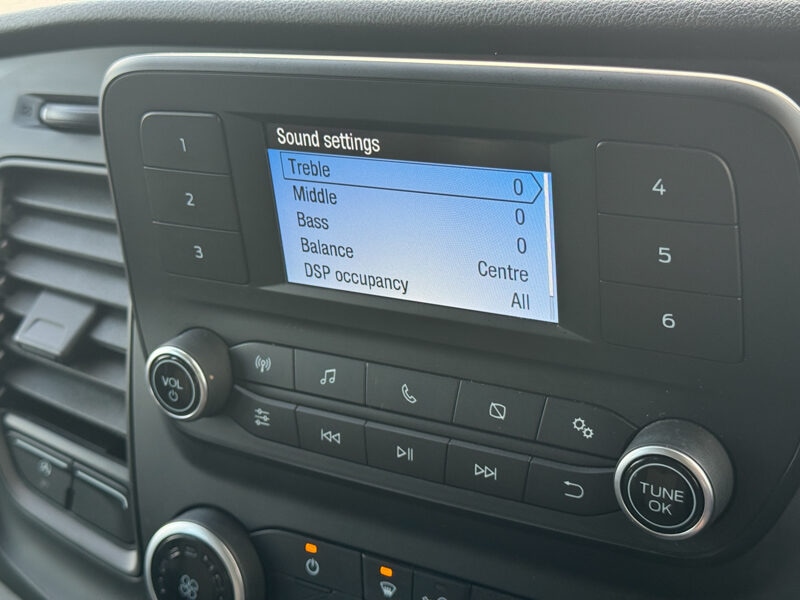 Sound settings
Treble 0
Middle 0
Bass 0
Balance Centre
DSP occupancy All
1
2
3
4
5
6
VOL
TUNE
OK